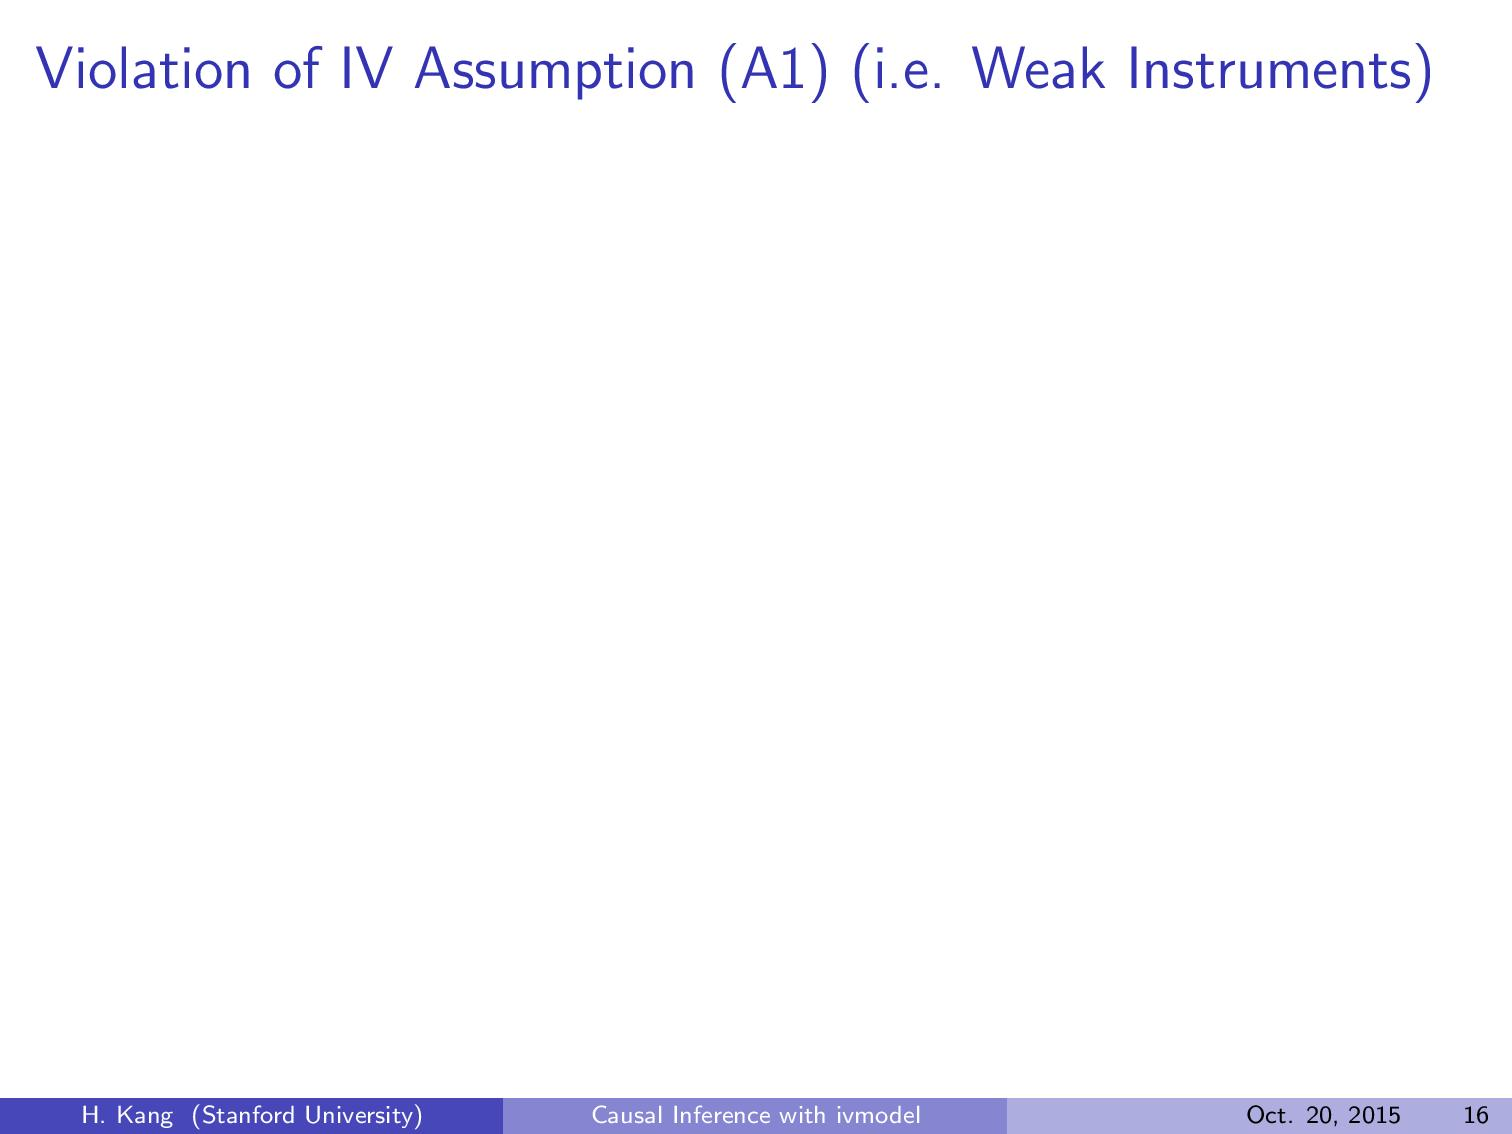 Violation of IV Assumption (A1) (i.e. Weak Instruments)
H. Kang (Stanford University) Causal Inference with ivmodel Oct. 20, 2015 16